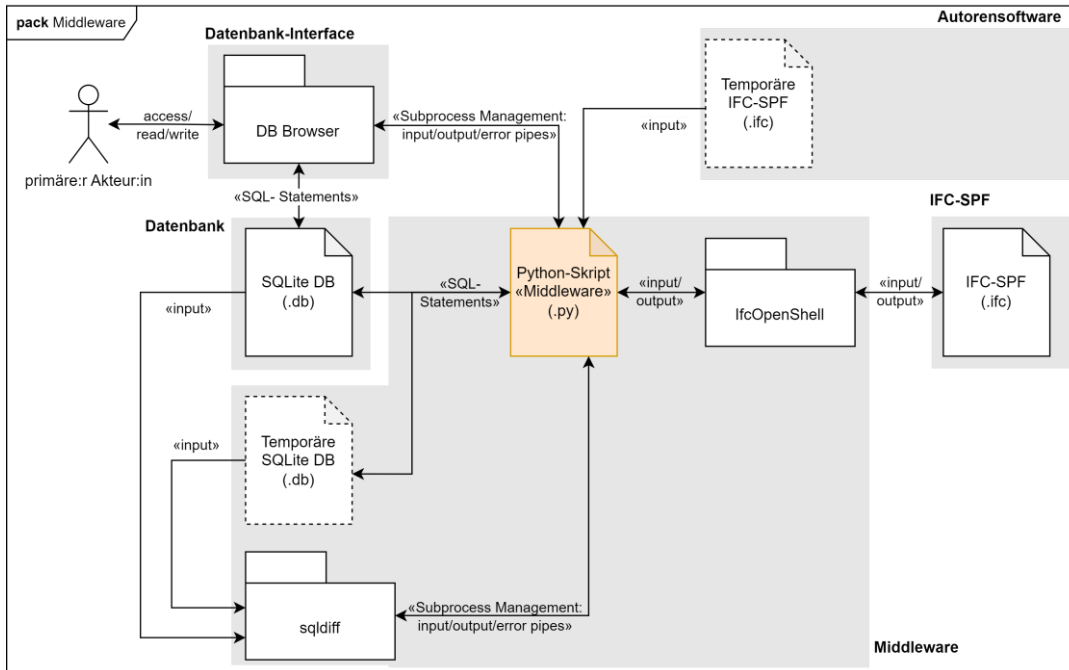 pack Middleware
Autorensoftware
Datenbank-Interface
Temporäre
IFC-SPF
(.ifc)
«input»
DB Browser
access/
read/write
«Subprocess Management:
input/output/error pipes»
primäre:r Akteur:in
«SQL- Statements»
IFC-SPF
Datenbank
SQLite DB
(.db)
«input»
«SQL-
Statements»
Python-Skript
«Middleware»
(.py)
«input/
output»
IfcOpenShell
«input/
output»
IFC-SPF
(.ifc)
Temporäre
SQLite DB
(.db)
«input»
sqldiff
«Subprocess Management:
input/output/error pipes»
Middleware